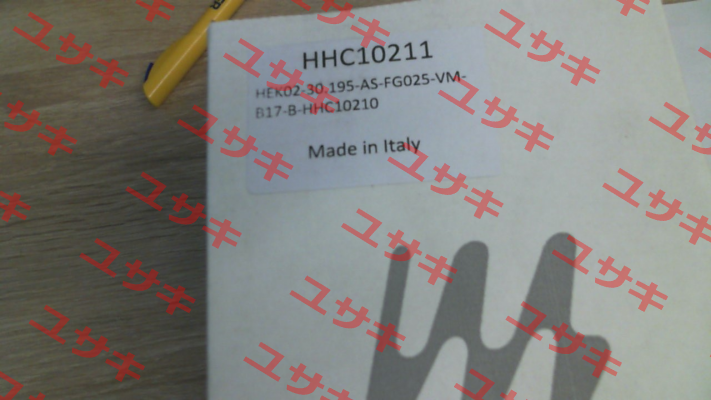 HHC10211
HEK02-30.195-AS-FG025-VM-
B17-B-HHC10210
Made in Italy
ユサキ